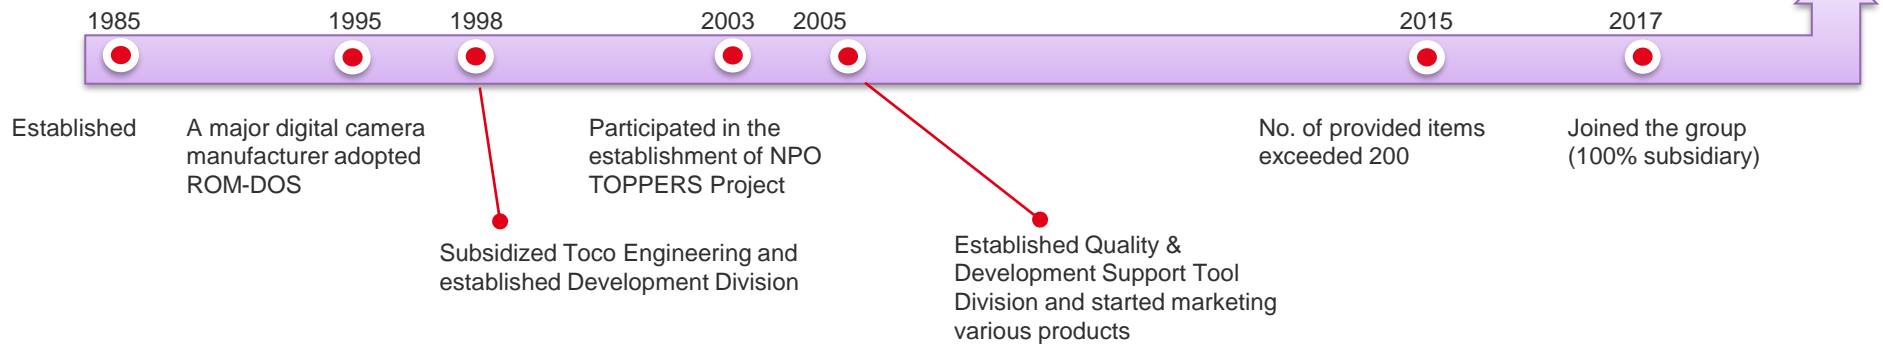 1985
1995
1998
2003
2005
2015
2017
Established
A major digital camera
manufacturer adopted
ROM-DOS
Participated in the
establishment of NPO
TOPPERS Project
No. of provided items
exceeded 200
Joined the group
(100% subsidiary)
Subsidized Toco Engineering and
established Development Division
Established Quality &
Development Support Tool
Division and started marketing
various products